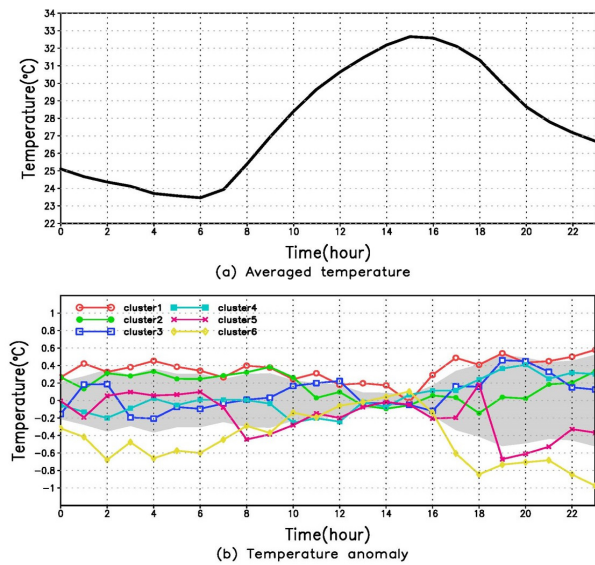 34
33
32
31
30
29
28
27
26
25
24
23
22
Temperature(°C)
0 2 4 6 8 10 12 14 16 18 20 22
Time(hour)
(a) Averaged temperature
cluster1 cluster4
cluster2 cluster5
cluster3 cluster6
1
0.8
0.6
0.4
0.2
0
−0.2
−0.4
−0.6
−0.8
−1
Temperature(°C)
0 2 4 6 8 10 12 14 16 18 20 22
Time(hour)
(b) Temperature anomaly